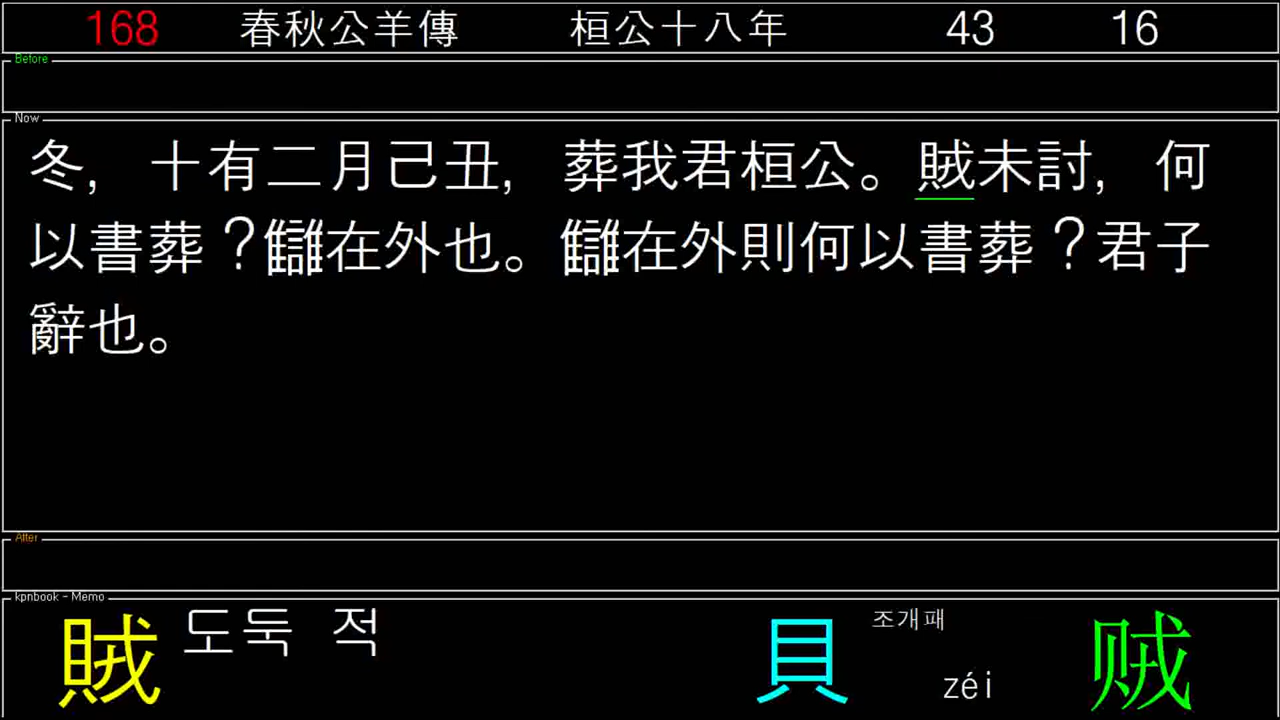 168 春秋公羊傳 桓公十八年 43 16
Before
Now
冬, 十有二月己丑, 葬我君桓公。賊未討, 何
以書葬？讎在外也。讎在外則何以書葬？君子
辭也。
After
kpnbook - Memo
賊 도둑 적 貝 조개패 zéi 贼